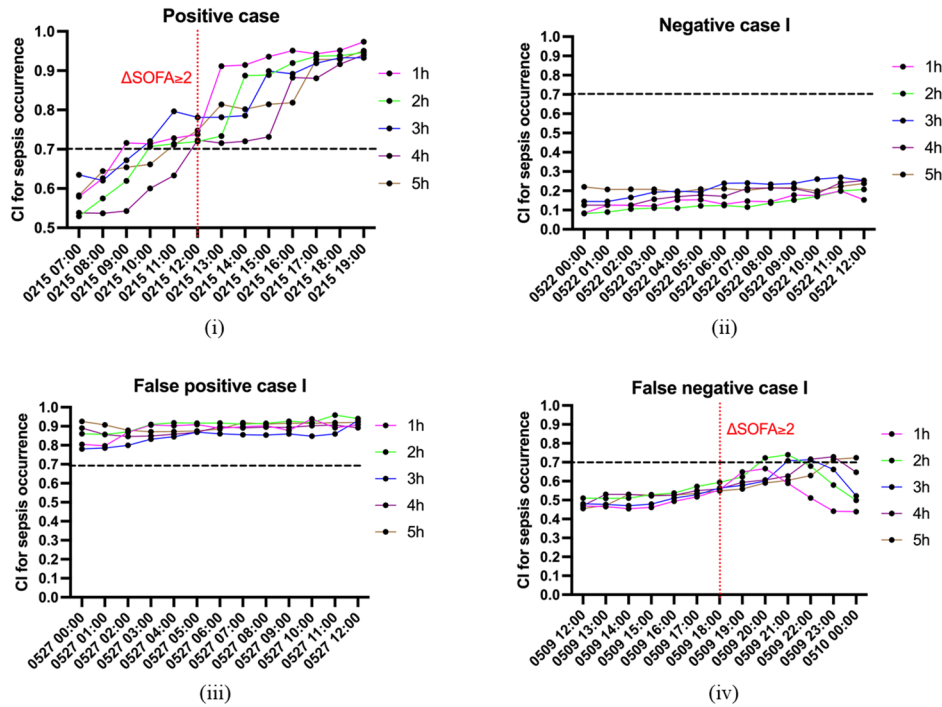 Positive case
CI for sepsis occurrence
1.0
0.9
0.8
0.7
0.6
0.5
ΔSOFA≥2
1h
2h
3h
4h
5h
0215 07:00
0215 08:00
0215 09:00
0215 10:00
0215 11:00
0215 12:00
0215 13:00
0215 14:00
0215 15:00
0215 16:00
0215 17:00
0215 18:00
0215 19:00
(i)
Negative case I
CI for sepsis occurrence
1.0
0.9
0.8
0.7
0.6
0.5
0.4
0.3
0.2
0.1
0.0
1h
2h
3h
4h
5h
0522 00:00
0522 01:00
0522 02:00
0522 03:00
0522 04:00
0522 05:00
0522 06:00
0522 07:00
0522 08:00
0522 09:00
0522 10:00
0522 11:00
0522 12:00
(ii)
False positive case I
CI for sepsis occurrence
1.0
0.9
0.8
0.7
0.6
0.5
0.4
0.3
0.2
0.1
0.0
1h
2h
3h
4h
5h
0527 00:00
0527 01:00
0527 02:00
0527 03:00
0527 04:00
0527 05:00
0527 06:00
0527 07:00
0527 08:00
0527 09:00
0527 10:00
0527 11:00
0527 12:00
(iii)
False negative case I
CI for sepsis occurrence
1.0
0.9
0.8
0.7
0.6
0.5
0.4
0.3
0.2
0.1
0.0
ΔSOFA≥2
1h
2h
3h
4h
5h
0509 12:00
0509 13:00
0509 14:00
0509 15:00
0509 16:00
0509 17:00
0509 18:00
0509 19:00
0509 20:00
0509 21:00
0509 22:00
0509 23:00
0510 00:00
(iv)